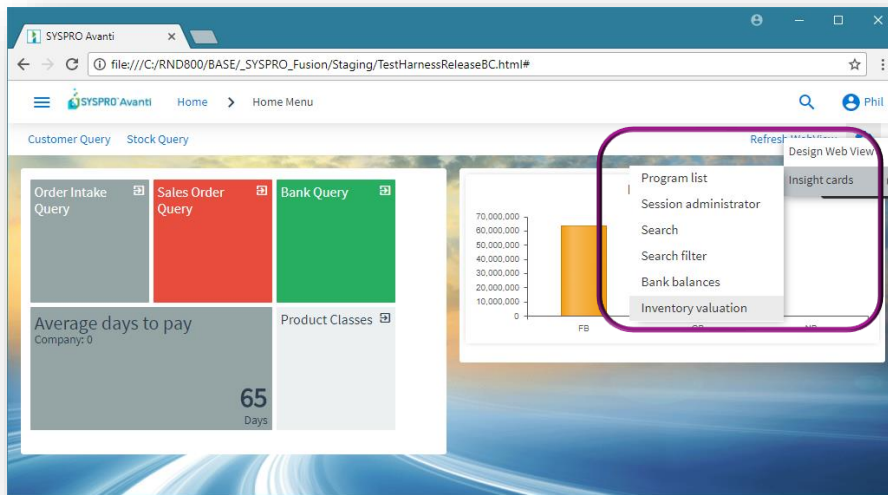 SYSPRO Avanti
file:///C:/RND800/BASE/_SYSPRO_Fusion/Staging/TestHarnessReleaseBC.html#
SYSPRO Avanti Home > Home Menu Phil
Customer Query Stock Query Refresh WebView
Design Web View
Insight cards
Program list
Session administrator
Search
Search filter
Bank balances
Inventory valuation
Order Intake Query
Sales Order Query
Bank Query
Average days to pay
Company: 0
65
Days
Product Classes
70,000,000
60,000,000
50,000,000
40,000,000
30,000,000
20,000,000
10,000,000
0
FB